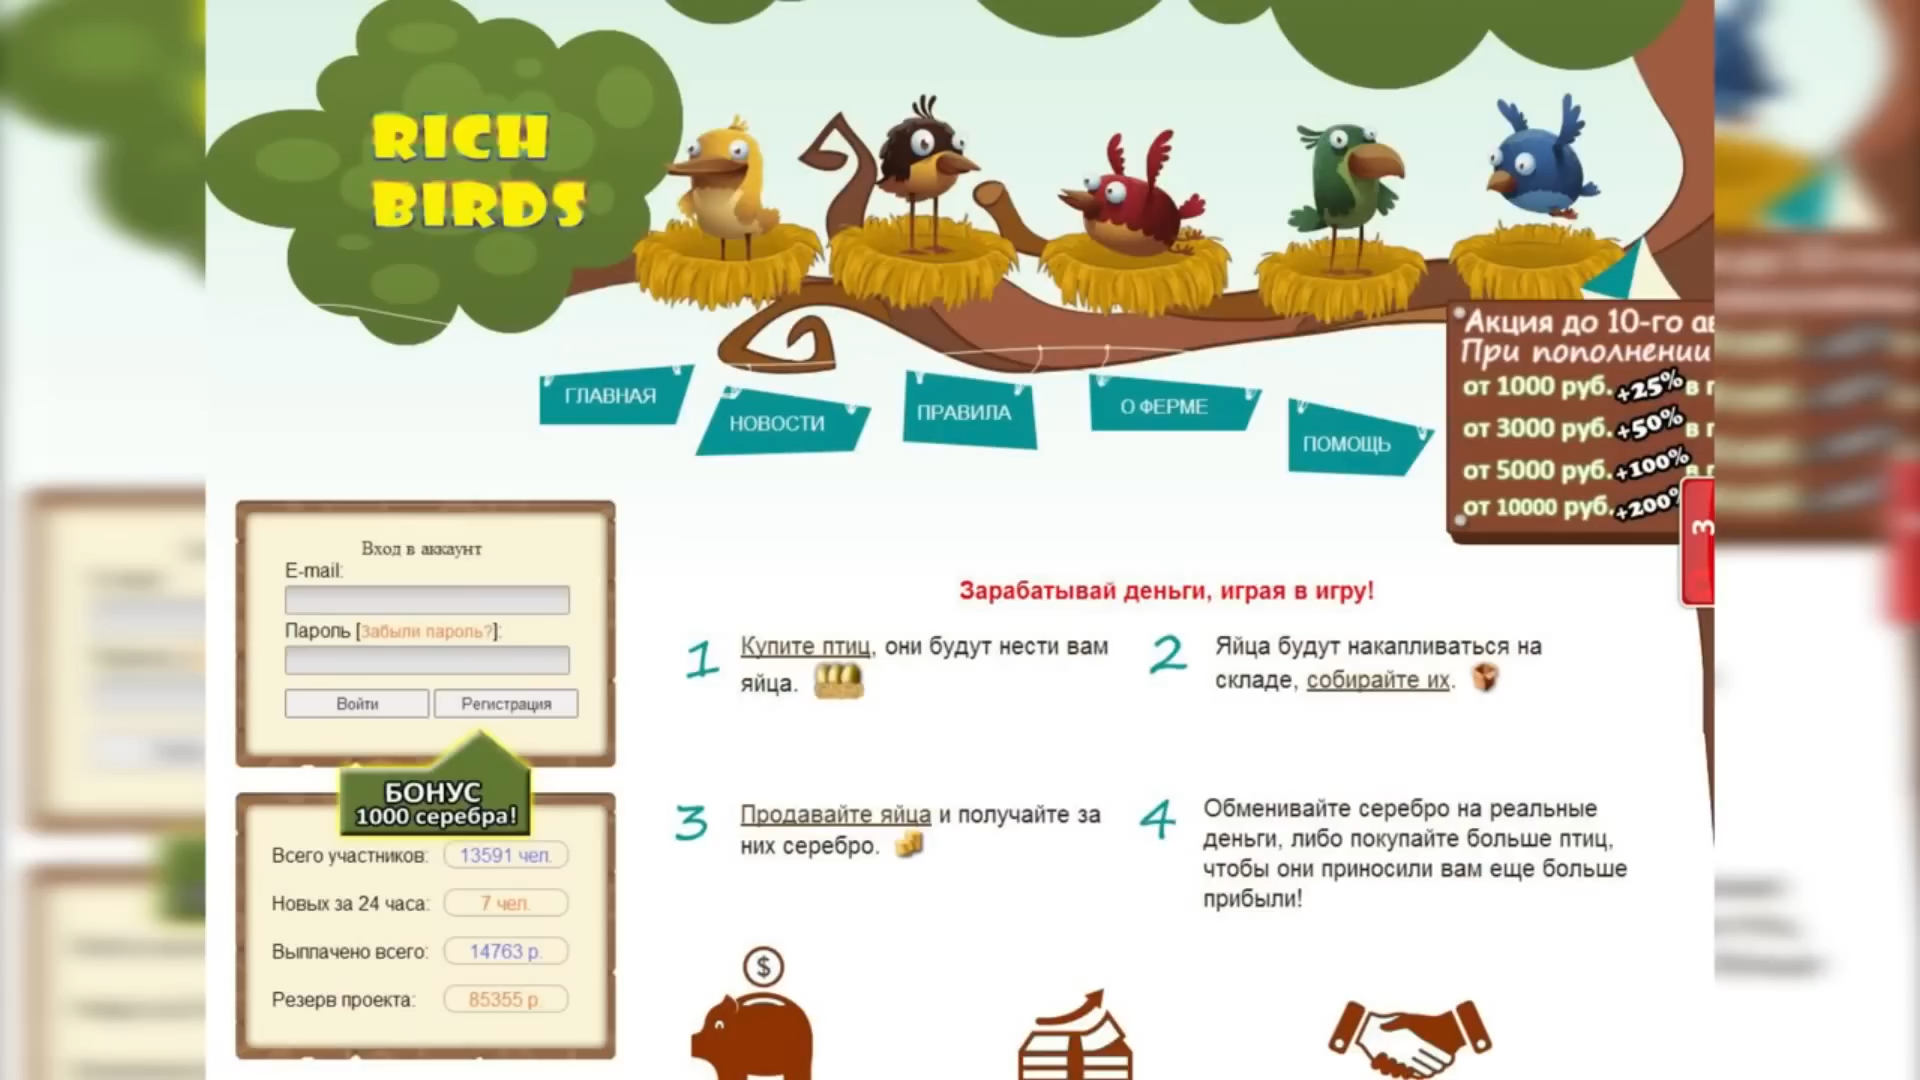 RICH
BIRDS
ГЛАВНАЯ
НОВОСТИ
ПРАВИЛА
О ФЕРМЕ
ПОМОЩЬ
Акция до 10-го
При пополнении
от 1000 руб. +25% в
от 3000 руб. +50% в
от 5000 руб. +100% в
от 10000 руб. +200%
З
Вход в аккаунт
E-mail:
Пароль [Забыли пароль?]:
Войти
Регистрация
БОНУС
1000 серебра!
Всего участников: 13591 чел.
Новых за 24 часа: 7 чел.
Выплачено всего: 14763 р.
Резерв проекта: 85355 р
Зарабатывай деньги, играя в игру!
1
Купите птиц, они будут нести вам
яйца.
2
Яйца будут накапливаться на
складе, собирайте их.
3
Продавайте яйца и получайте за
них серебро.
4
Обменивайте серебро на реальные
деньги, либо покупайте больше птиц,
чтобы они приносили вам еще больше
прибыли!
$